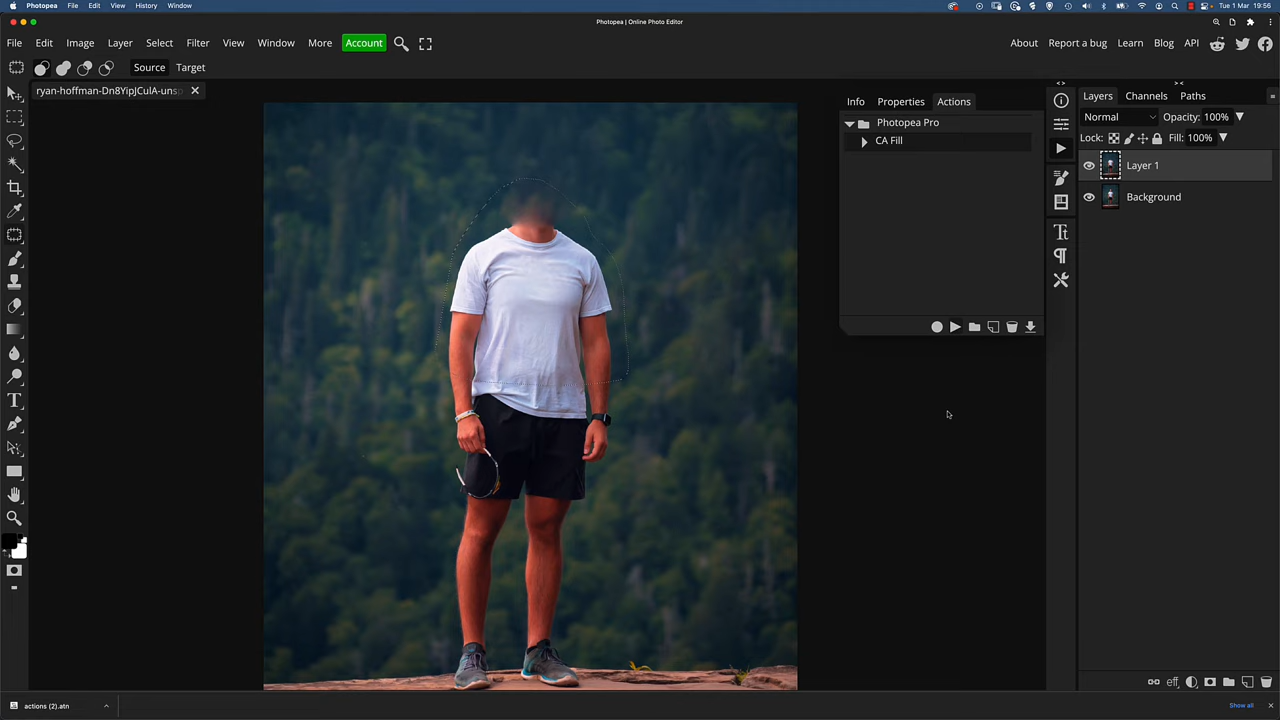 Photopea File Edit View History Window Tue 1 Mar 19:56
Photopea | Online Photo Editor
File Edit Image Layer Select Filter View Window More Account About Report a bug Learn Blog API
Source Target
ryan-hoffman-Dn8YipJCulA-unsp
Info Properties Actions
Layers Channels Paths
Photopea Pro
Normal Opacity: 100%
CA Fill
Lock: Fill: 100%
Layer 1
Background
actions (2).atn
Show all